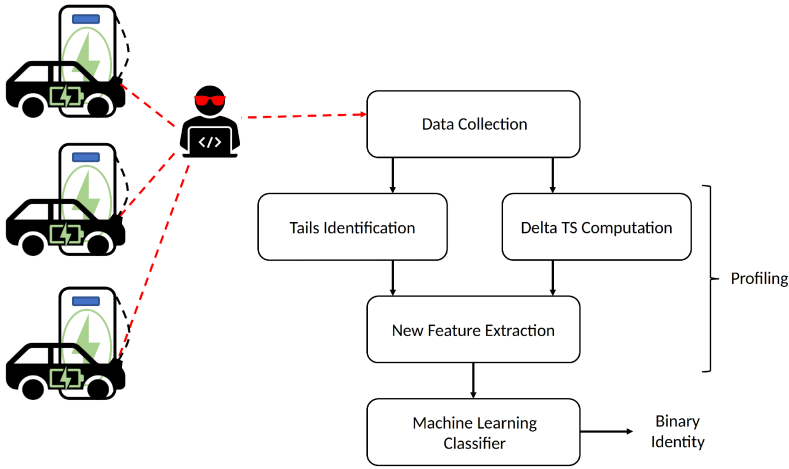 </>
Data Collection
Tails Identification
Delta TS Computation
Profiling
New Feature Extraction
Machine Learning
Classifier
Binary
Identity